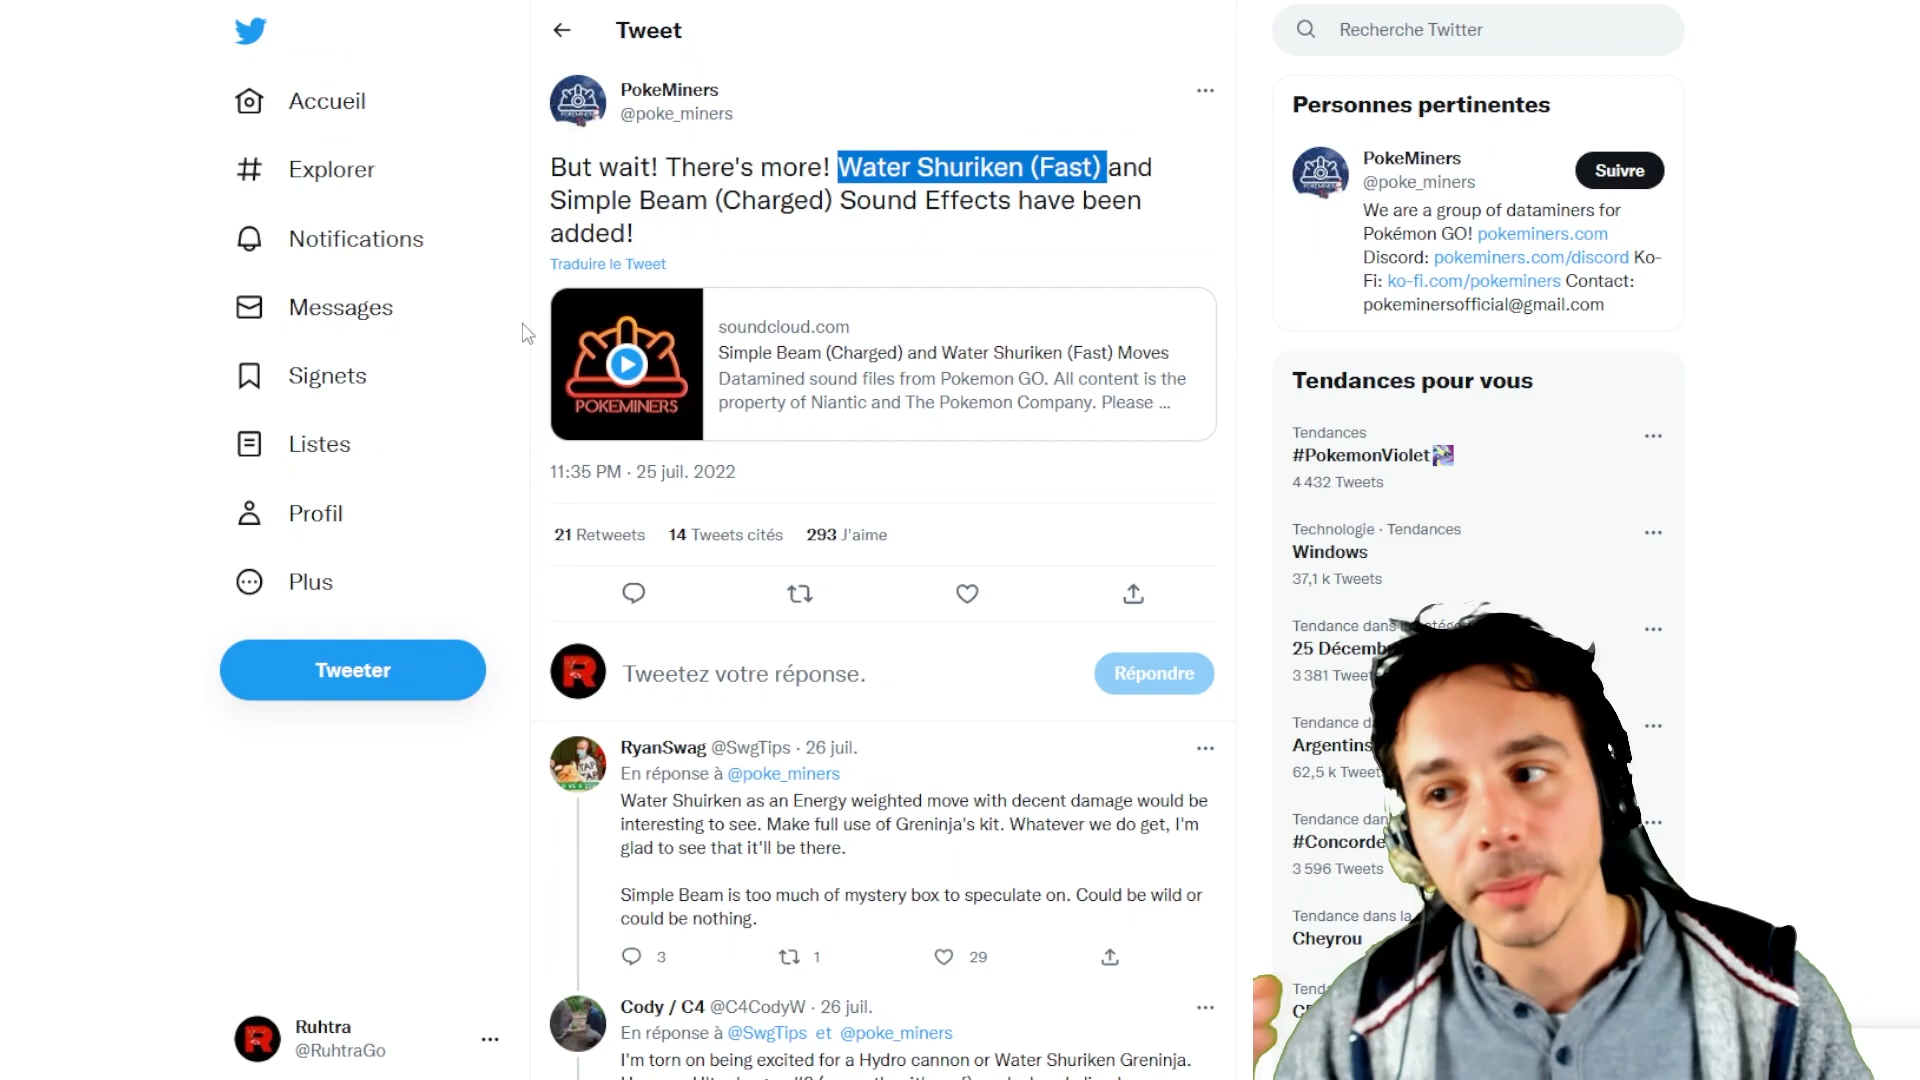 Accueil
Explorer
Notifications
Messages
Signets
Listes
Profil
Plus
Tweeter
Ruhtra
@RuhtraGo
Tweet
PokeMiners
@poke_miners
But wait! There's more! Water Shuriken (Fast) and
Simple Beam (Charged) Sound Effects have been
added!
Traduire le Tweet
POKEMINERS
soundcloud.com
Simple Beam (Charged) and Water Shuriken (Fast) Moves
Datamined sound files from Pokemon GO. All content is the
property of Niantic and The Pokemon Company. Please ...
11:35 PM · 25 juil. 2022
21 Retweets 14 Tweets cités 293 J'aime
Tweetez votre réponse.
Répondre
RyanSwag @SwgTips · 26 juil.
En réponse à @poke_miners
Water Shuirken as an Energy weighted move with decent damage would be
interesting to see. Make full use of Greninja's kit. Whatever we do get, I'm
glad to see that it'll be there.
Simple Beam is too much of mystery box to speculate on. Could be wild or
could be nothing.
3 1 29
Cody / C4 @C4CodyW · 26 juil.
En réponse à @SwgTips et @poke_miners
I'm torn on being excited for a Hydro cannon or Water Shuriken Greninja.
Recherche Twitter
Personnes pertinentes
PokeMiners
@poke_miners
Suivre
We are a group of dataminers for
Pokémon GO! pokeminers.com
Discord: pokeminers.com/discord Ko-
Fi: ko-fi.com/pokeminers Contact:
pokeminersofficial@gmail.com
Tendances pour vous
Tendances
#PokemonViolet
4 432 Tweets
Technologie · Tendances
Windows
37,1 k Tweets
Tendance dans
25 Décemb
3 381 Tweet
Tendance d
Argentins
62,5 k Tweet
Tendance dan
#Concorde
3 596 Tweets
Tendance dans la
Cheyrou
Tend